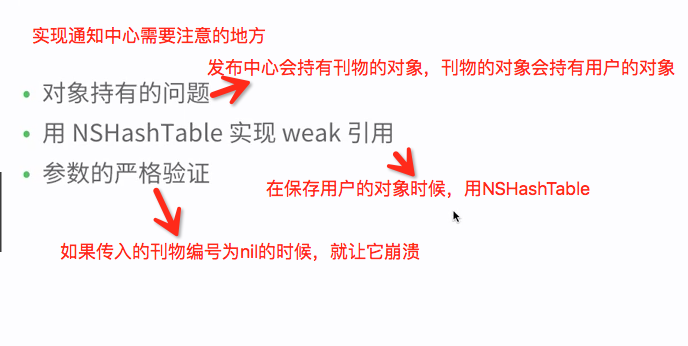 实现通知中心需要注意的地方
发布中心会持有刊物的对象，刊物的对象会持有用户的对象
• 对象持有的问题
• 用 NSHashTable 实现 weak 引用
• 参数的严格验证
在保存用户的对象时候，用NSHashTable
如果传入的刊物编号为nil的时候，就让它崩溃